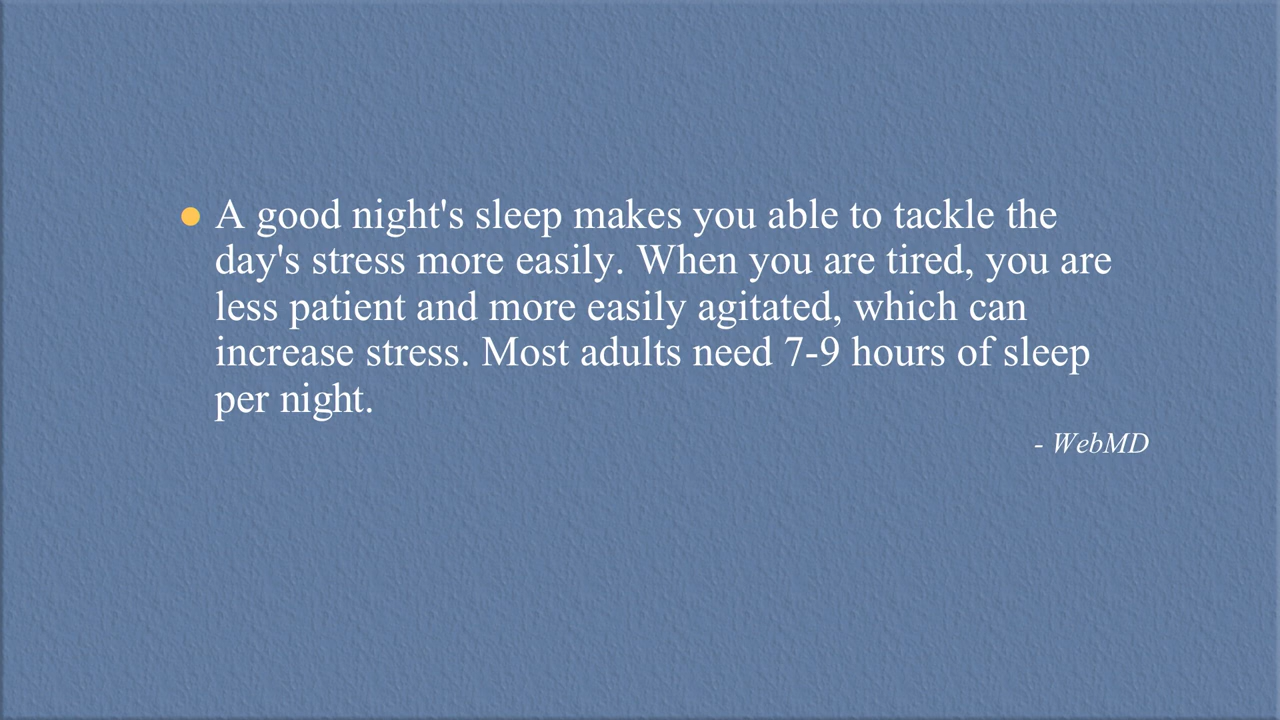 A good night's sleep makes you able to tackle the
day's stress more easily. When you are tired, you are
less patient and more easily agitated, which can
increase stress. Most adults need 7-9 hours of sleep
per night.
- WebMD